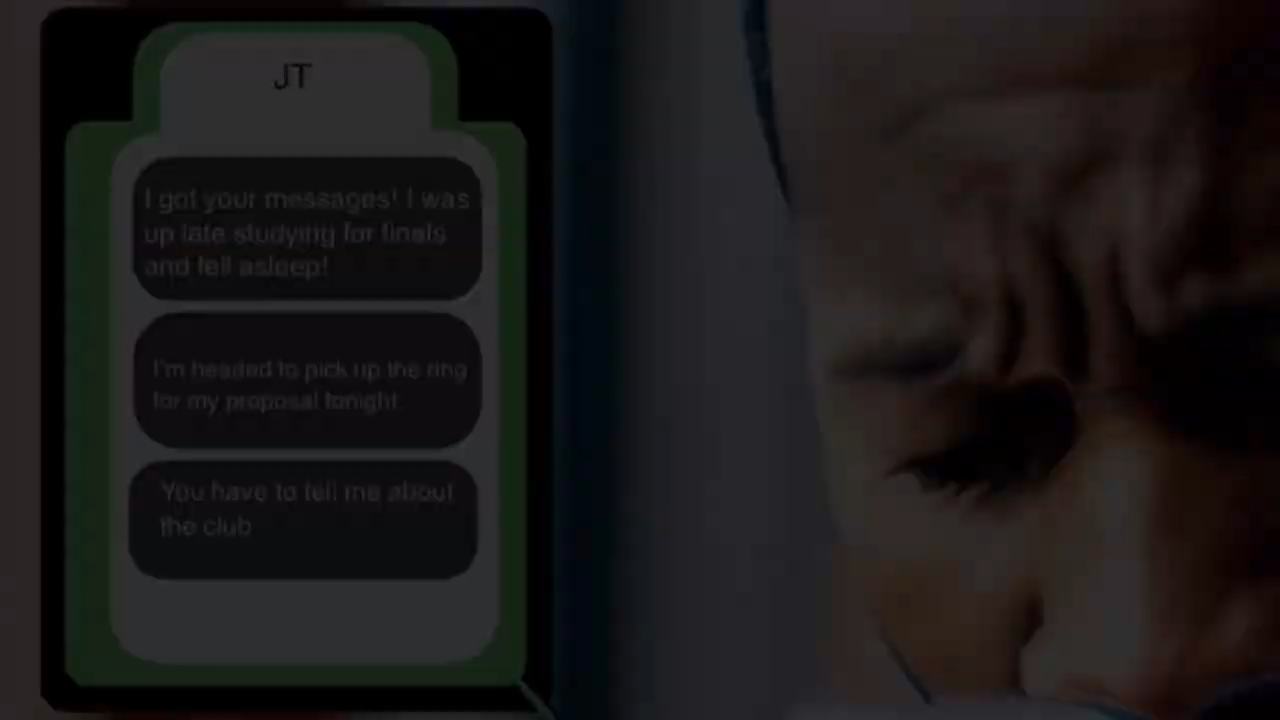 JT
I got your messages! I was
up late studying for finals
and fell asleep!
I'm headed to pick up the ring
for my proposal tonight.
You have to tell me about
the club